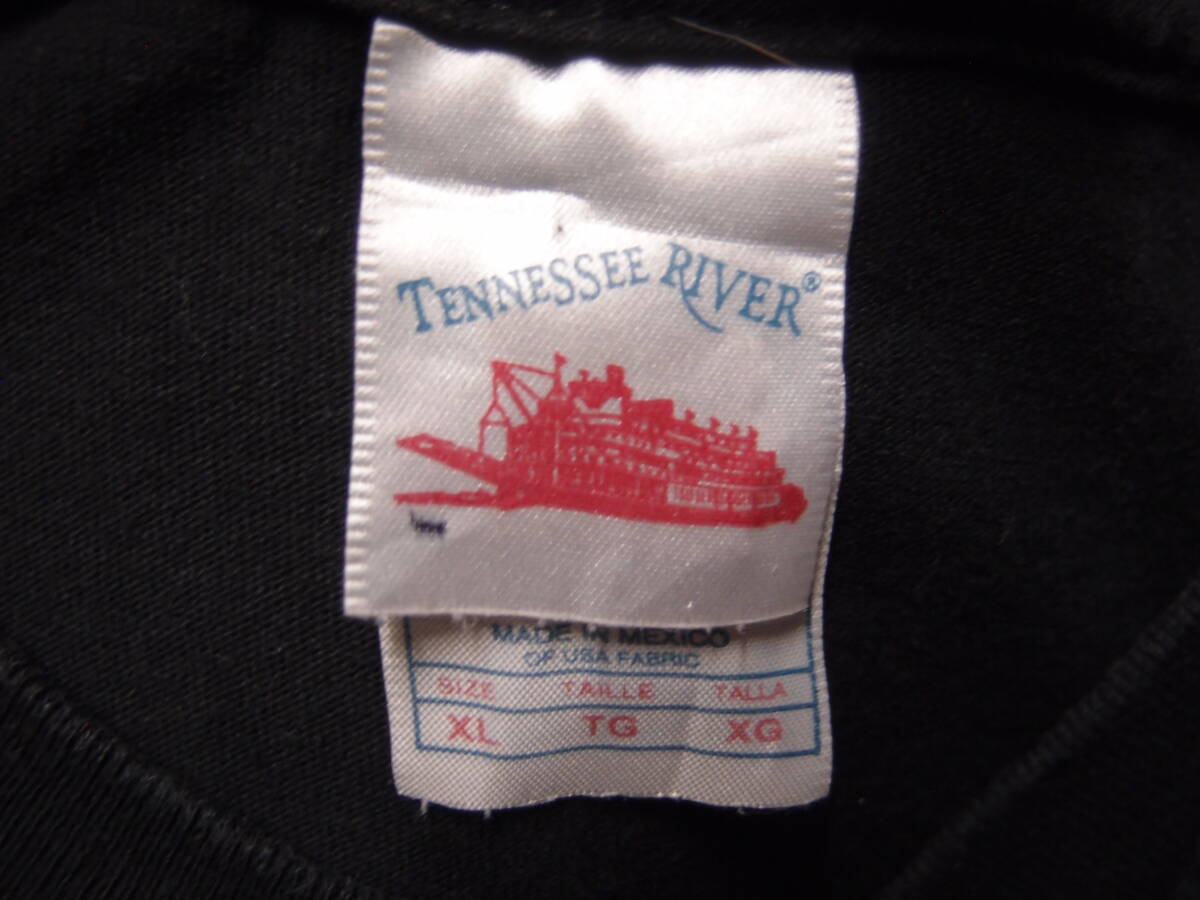 TENNESSEE RIVER®
MADE IN MEXICO
OF USA FABRIC
SIZE TAILLE TALLA
XL TG XG